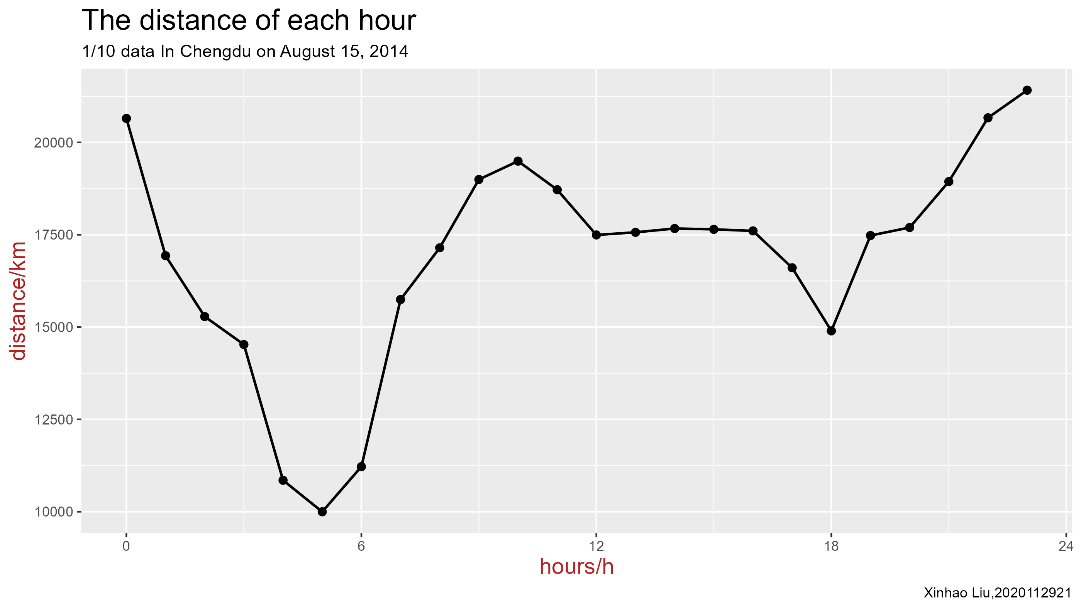 The distance of each hour
1/10 data In Chengdu on August 15, 2014
distance/km
20000
17500
15000
12500
10000
0 6 12 18 24
hours/h
Xinhao Liu,2020112921